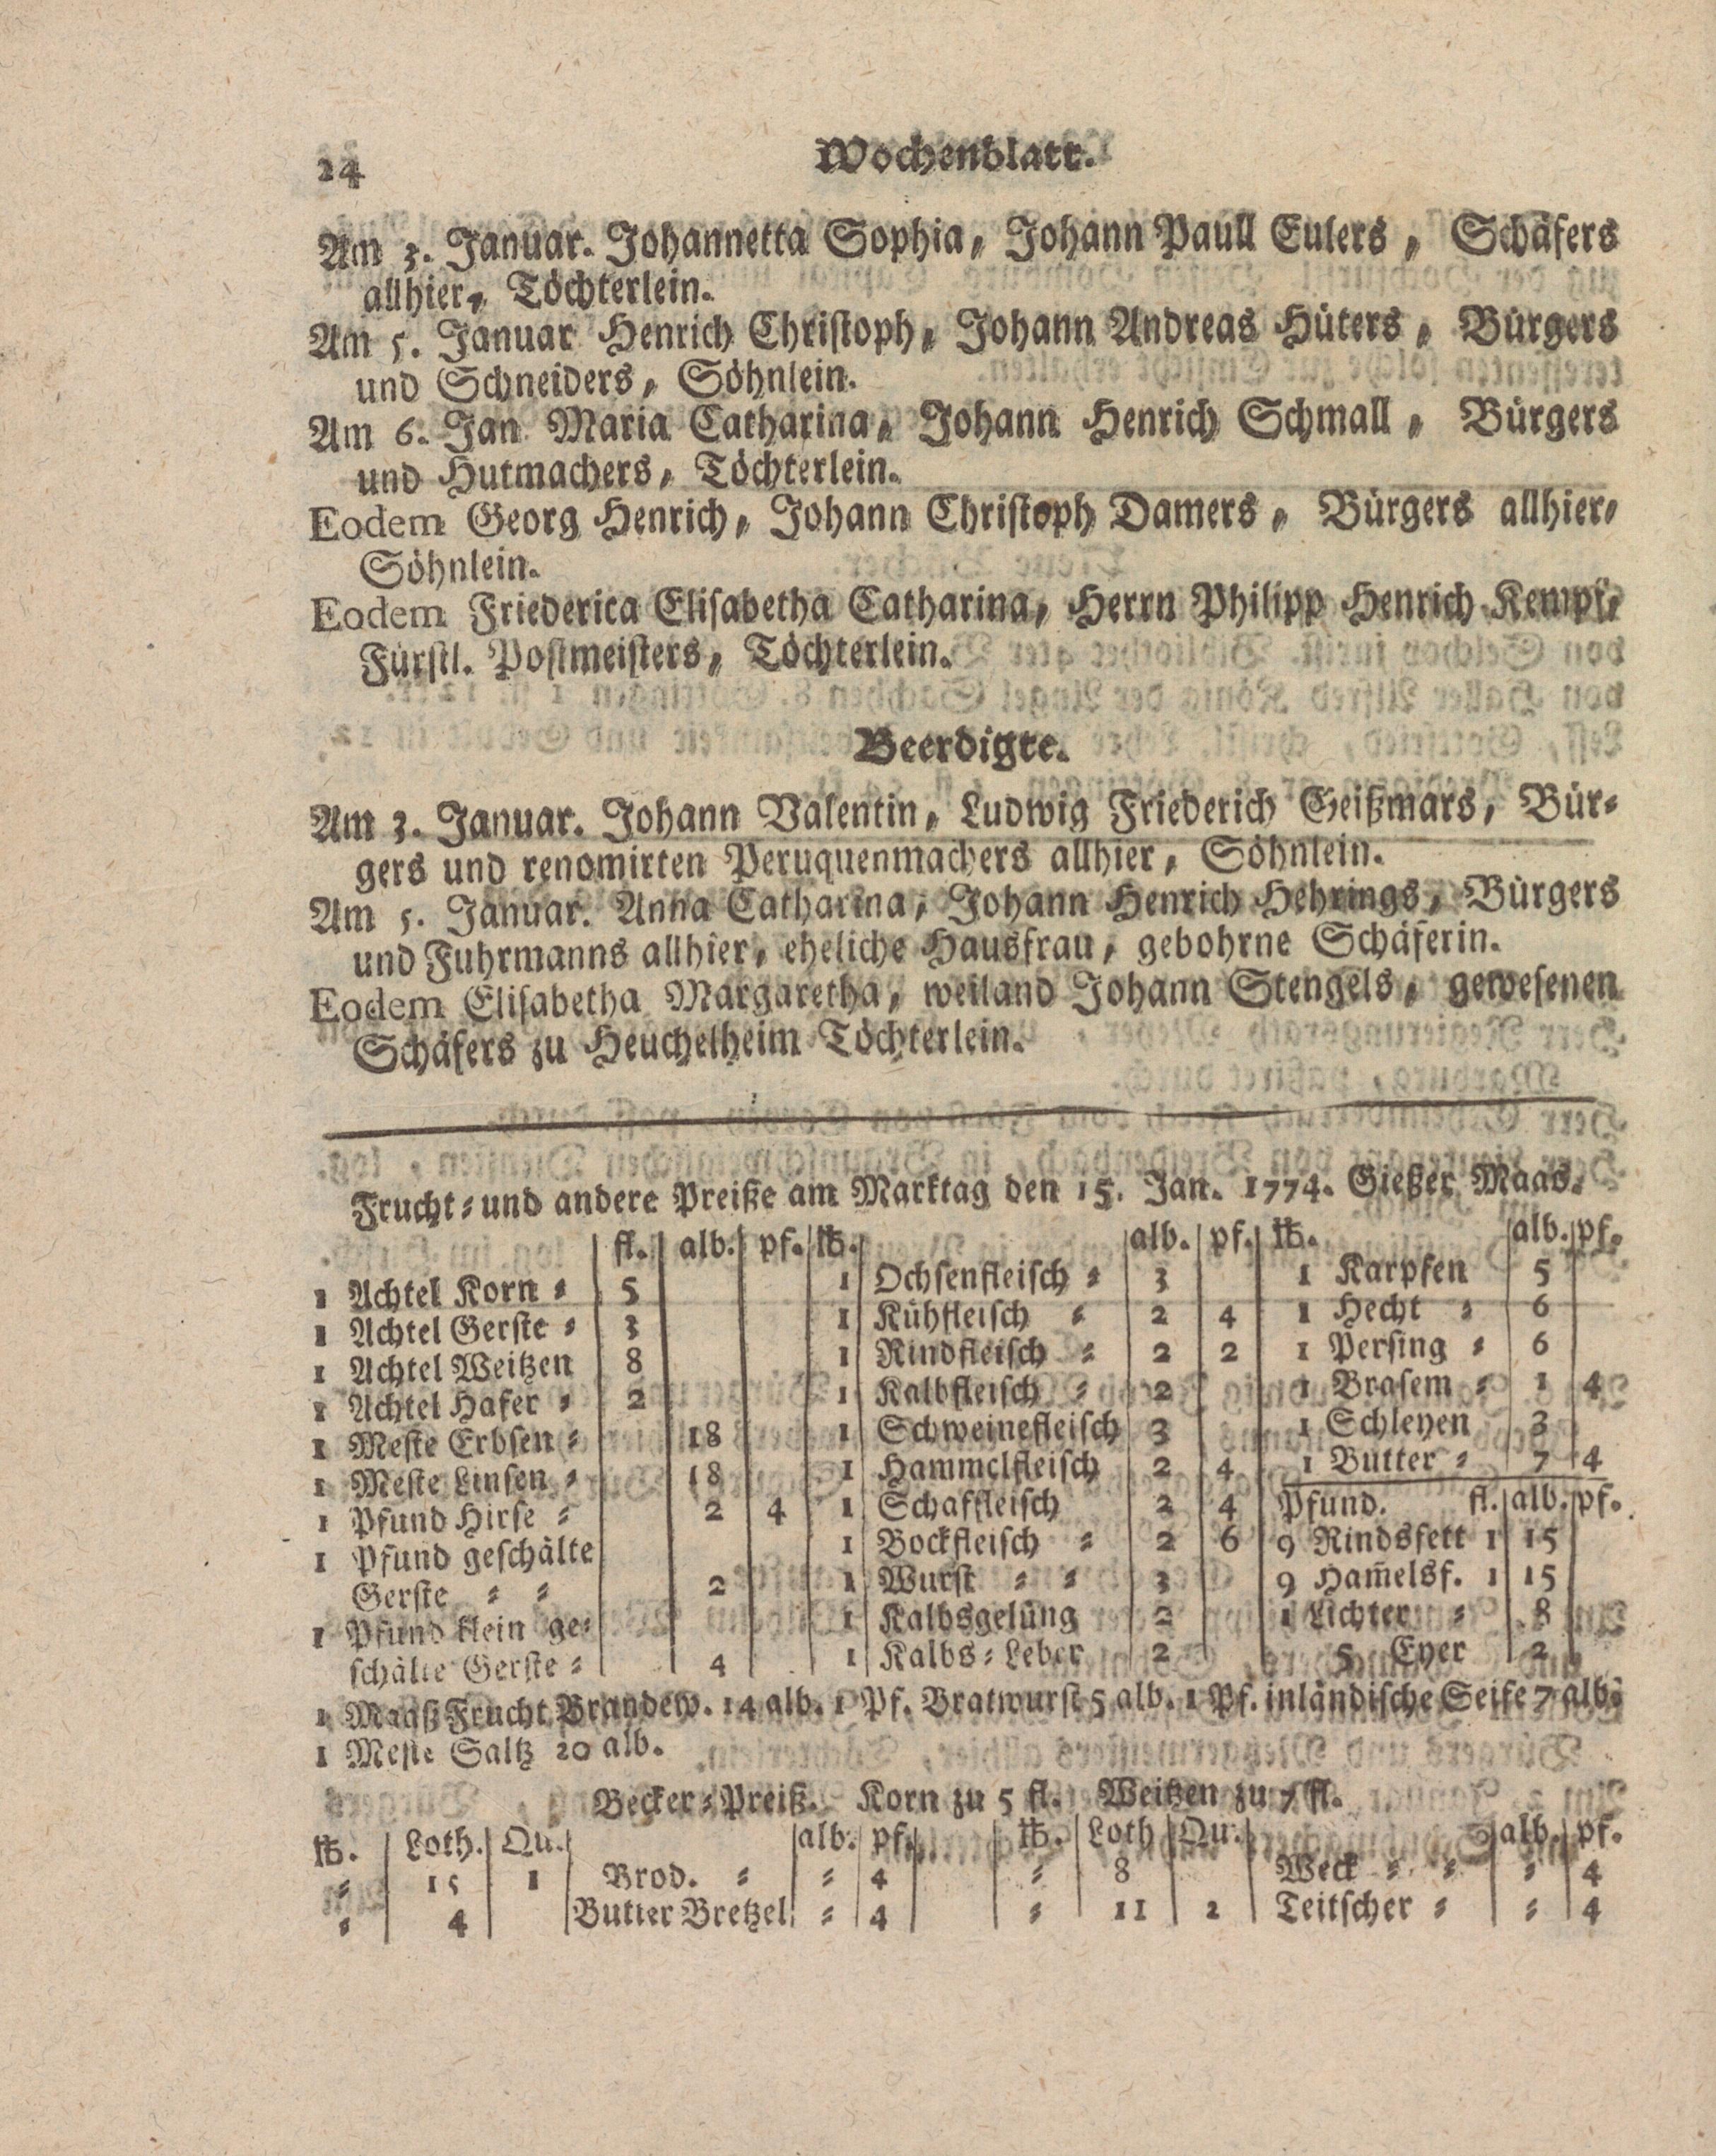 24 Wochenblatt.
Am 3. Januar. Johannetta Sophia, Johann Paull Eulers, Schäfers
allhier, Töchterlein.
Am 5. Januar Henrich Christoph, Johann Andreas Hüters, Bürgers
und Schneiders, Söhnlein.
Am 6. Jan Maria Catharina, Johann Henrich Schmall, Bürgers
und Hutmachers, Töchterlein.
Eodem Georg Henrich, Johann Christoph Damers, Bürgers allhier,
Söhnlein.
Eodem Friederica Elisabetha Catharina, Herrn Philipp Henrich Kempf,
Fürstl. Postmeisters, Töchterlein.
Beerdigte.
Am 3. Januar. Johann Valentin, Ludwig Friederich Geißmars, Bür-
gers und renomirten Peruquenmachers allhier, Söhnlein.
Am 5. Januar. Anna Catharina, Johann Henrich Hehrings, Bürgers
und Fuhrmanns allhier, eheliche Hausfrau, gebohrne Schäferin.
Eodem Elisabetha Margaretha, weiland Johann Stengels, gewesenen
Schäfers zu Heuchelheim Töchterlein.
Frucht- und andere Preiße am Marktag den 15. Jan. 1774. Gießer Maas.
fl. alb. pf.
1 Achtel Korn - 5
1 Achtel Gerste - 3
1 Achtel Weitzen 8
1 Achtel Hafer - 2
1 Meste Erbsen - 18
1 Meste Linsen - 18
1 Pfund Hirse - 2 4
1 Pfund geschälte
Gerste - - 2
1 Pfund klein ge-
schälte Gerste - 4
℔. alb. pf.
1 Ochsenfleisch - 3
1 Kühfleisch - 2 4
1 Rindfleisch - 2 2
1 Kalbfleisch - 2
1 Schweinefleisch 3
1 Hammelfleisch 2 4
1 Schaffleisch 2 4
1 Bockfleisch - 2 6
1 Wurst - - 3
1 Kalbsgelüng 2
1 Kalbs-Leber 2
℔. alb. pf.
1 Karpfen 5
1 Hecht - 6
1 Persing - 6
1 Brasem - 1 4
1 Schleyen 3
1 Butter - 7 4
Pfund. fl. alb. pf.
9 Rindsfett 1 15
9 Ham̄elsf. 1 15
1 Lichter - 8
5 Eyer 2
1 Maaß Frucht Brandew. 14 alb. 1 Pf. Bratwurst 5 alb. 1 Pf. inländische Seife 7 alb.
1 Meste Saltz 20 alb.
Becker-Preiß. Korn zu 5 fl. Weitzen zu 7 fl.
℔. Loth. Qu. alb. pf. ℔. Loth Qu. alb. pf.
- 15 1 Brod. - - 4 - 8 Weck - - - 4
- 4 Butter Bretzel - 4 - 11 2 Teitscher - - 4